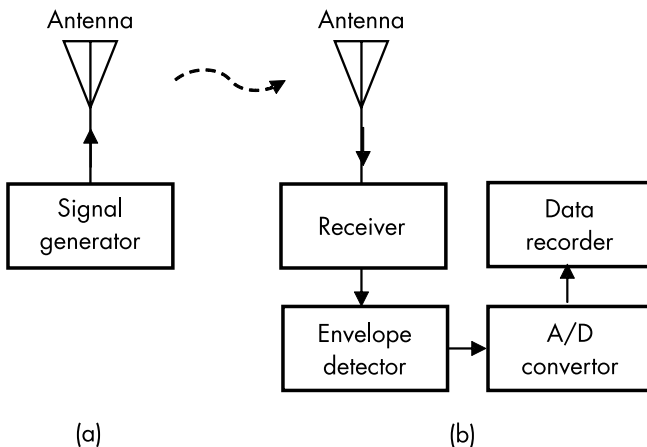 Antenna
Signal
generator
(a)
Antenna
Receiver
Envelope
detector
A/D
convertor
Data
recorder
(b)